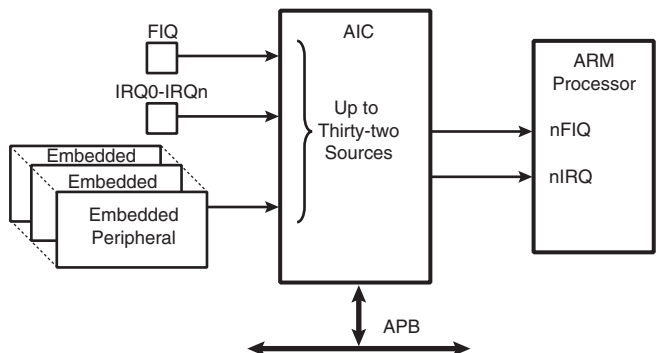 FIQ
IRQ0-IRQn
Embedded
Embedded
Embedded
Peripheral
AIC
Up to
Thirty-two
Sources
ARM
Processor
nFIQ
nIRQ
APB